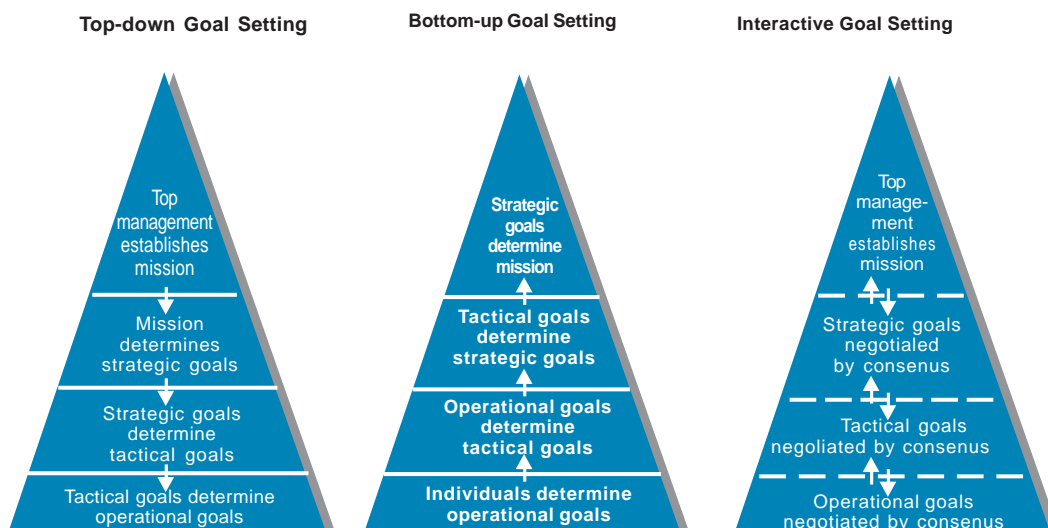 Top-down Goal Setting
Top
management
establishes
mission
Mission
determines
strategic goals
Strategic goals
determine
tactical goals
Tactical goals determine
operational goals
Bottom-up Goal Setting
Strategic
goals
determine
mission
Tactical goals
determine
strategic goals
Operational goals
determine
tactical goals
Individuals determine
operational goals
Interactive Goal Setting
Top
manage-
ment
establishes
mission
Strategic goals
negotialed
by consenus
Tactical goals
negoliated by consenus
Operational goals
negotiated by consenus